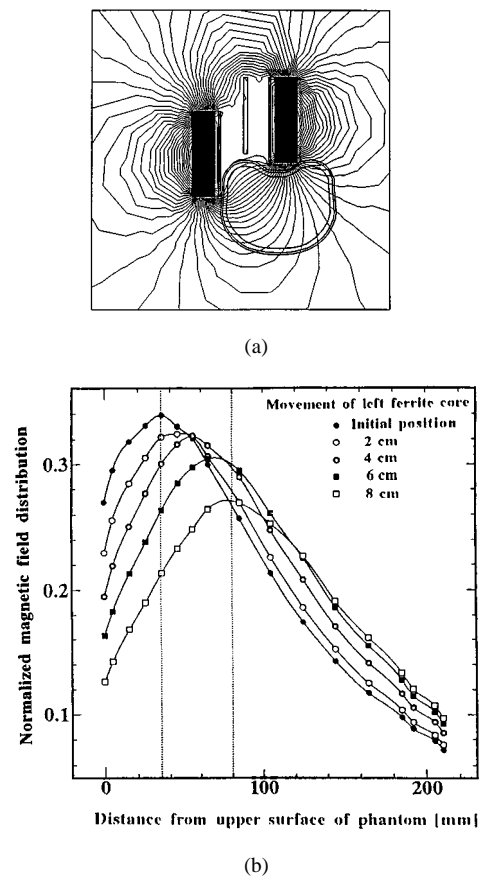 (a)
Movement of left ferrite core
Initial position
2 cm
4 cm
6 cm
8 cm
Normalized magnetic field distribution
0.3
0.2
0.1
0
100
200
Distance from upper surface of phantom [mm]
(b)